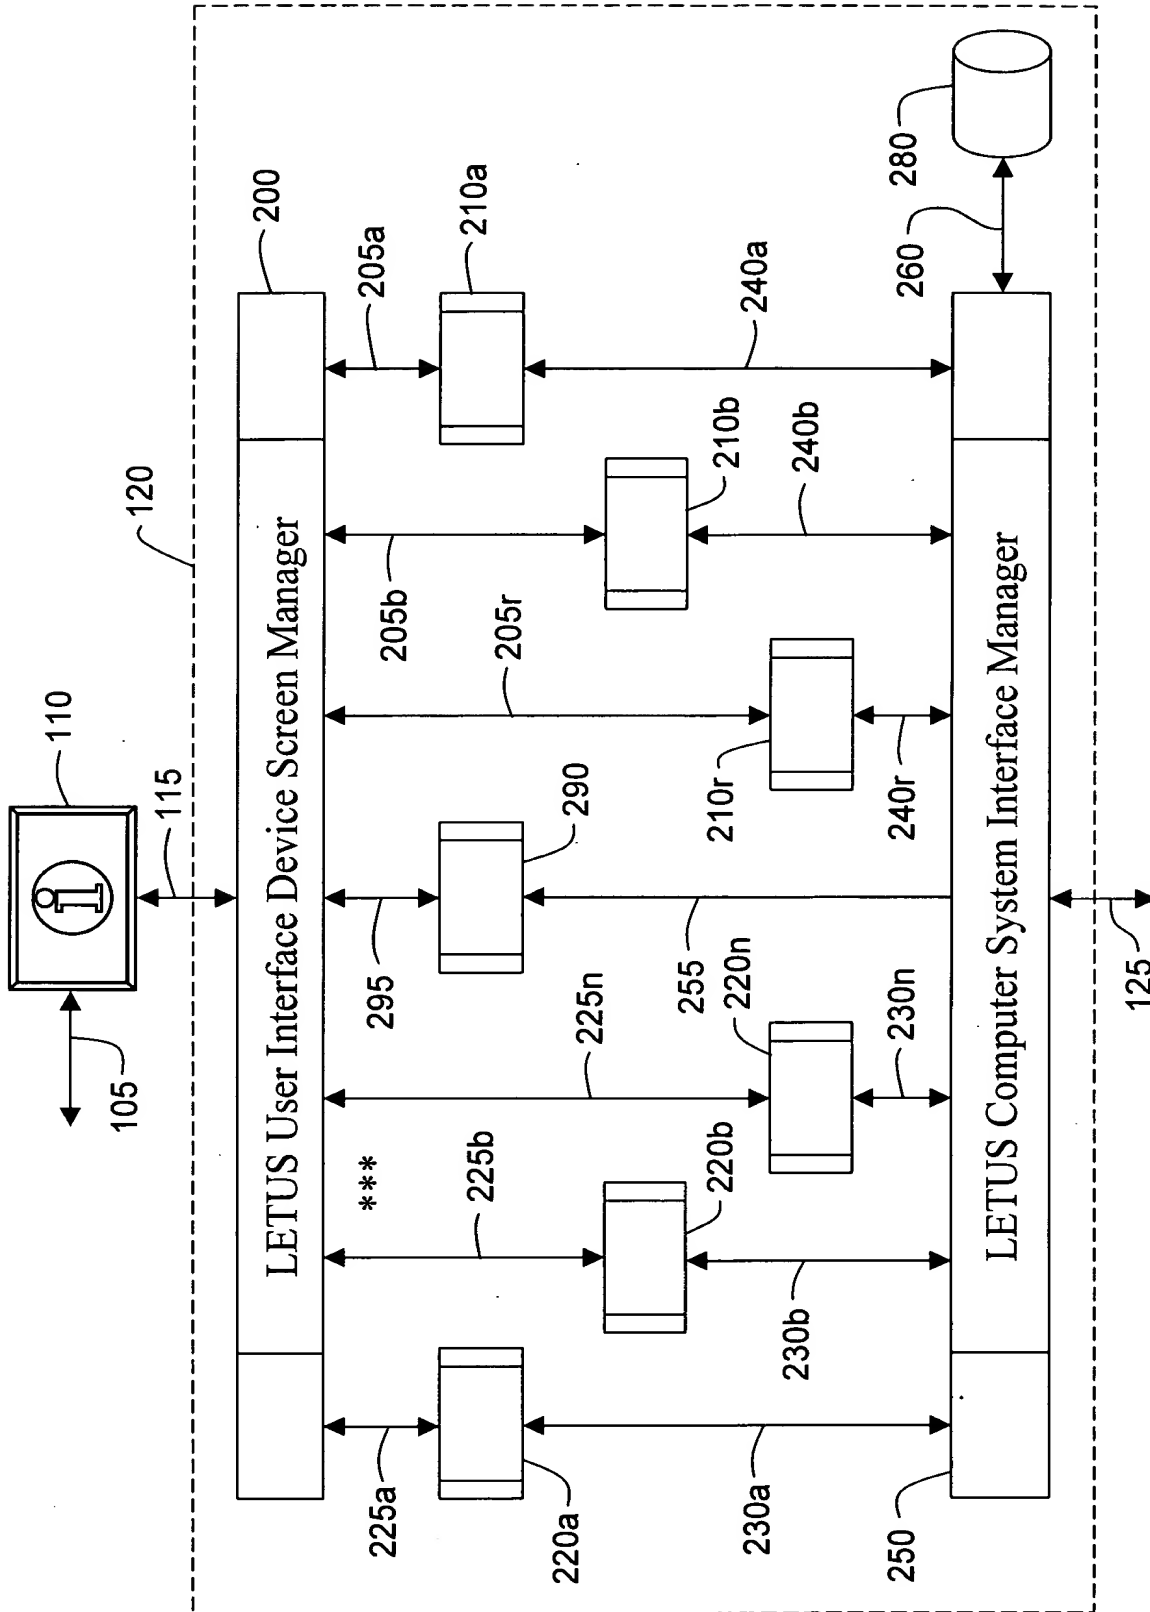 105
110
115
120
LETUS User Interface Device Screen Manager
200
225a
225b
225n
295
205b
205r
205a
***
220a
220b
220n
290
210r
210b
210a
230a
230b
230n
255
240r
240b
240a
250
LETUS Computer System Interface Manager
260
280
125
i